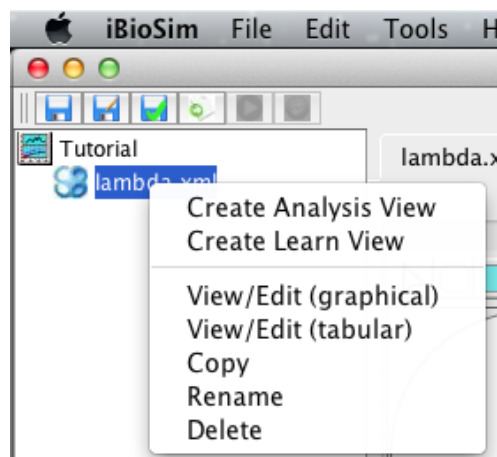 iBioSim File Edit Tools
Tutorial
lambda.xml
lambda.x
Create Analysis View
Create Learn View
View/Edit (graphical)
View/Edit (tabular)
Copy
Rename
Delete